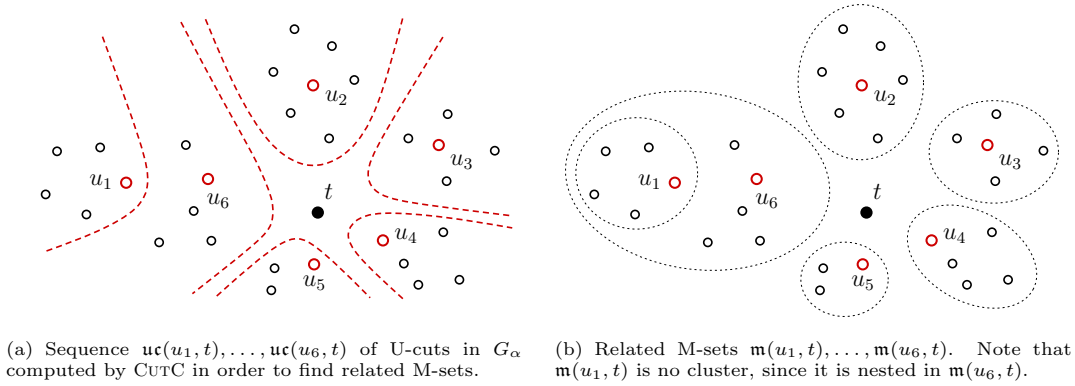 u₂
u₃
u₁
u₆
t
u₄
u₅
u₂
u₃
u₁
u₆
t
u₄
u₅
(a) Sequence 𝔲𝔠(u₁, t), . . . , 𝔲𝔠(u₆, t) of U-cuts in G_α
computed by CutC in order to find related M-sets.
(b) Related M-sets 𝔪(u₁, t), . . . , 𝔪(u₆, t). Note that
𝔪(u₁, t) is no cluster, since it is nested in 𝔪(u₆, t).